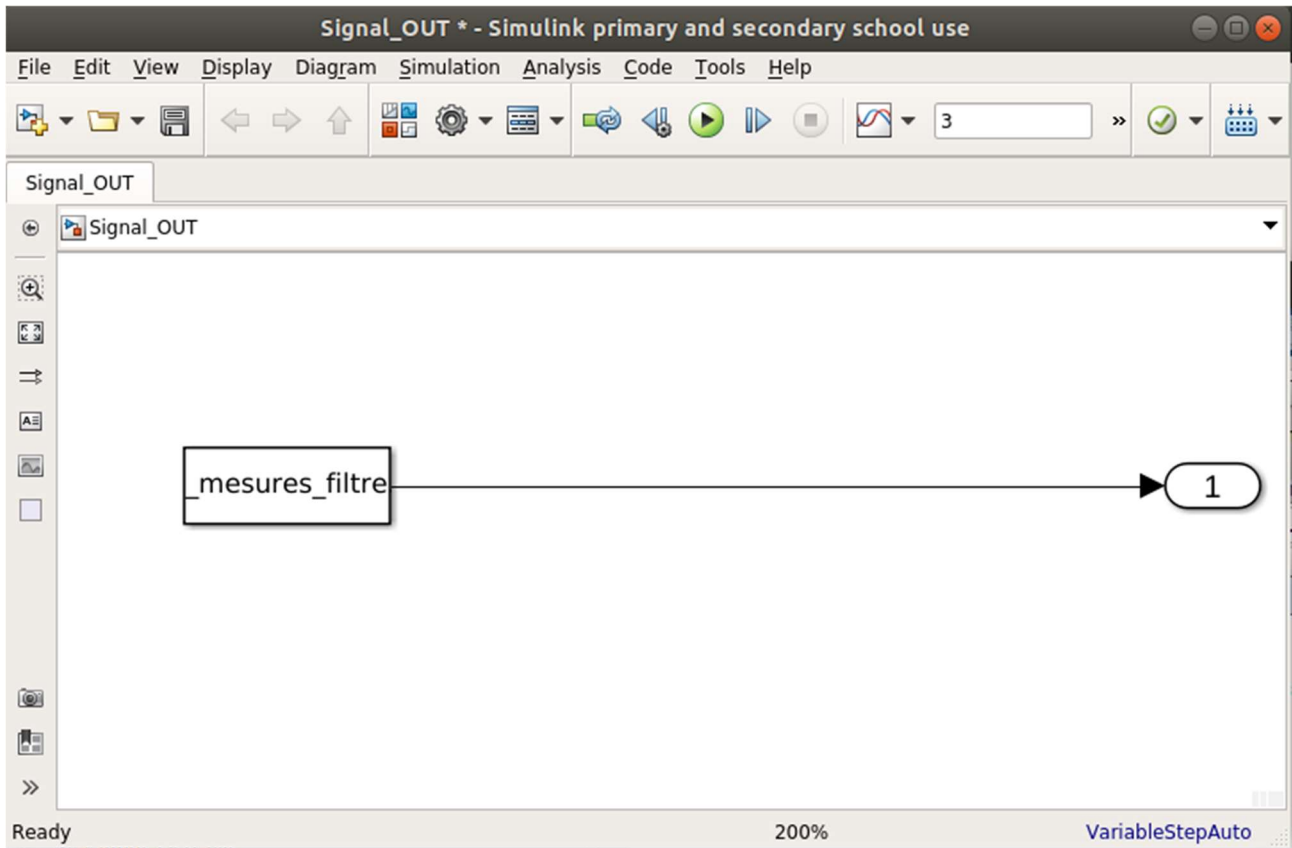 Signal_OUT * - Simulink primary and secondary school use
File Edit View Display Diagram Simulation Analysis Code Tools Help
3 »
Signal_OUT
Signal_OUT
_mesures_filtre
1
»
Ready 200% VariableStepAuto